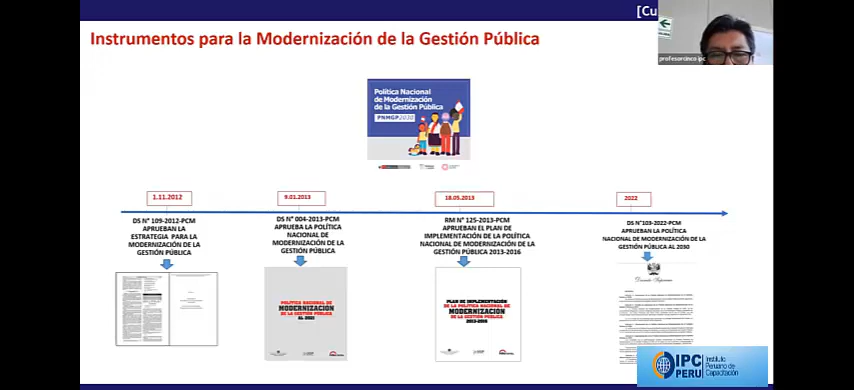 [Cu
Instrumentos para la Modernización de la Gestión Pública
profesorcinco ipc
Política Nacional
de Modernización
de la Gestión Pública
PNMGP2030
1.11.2012
9.01.2013
18.05.2013
2022
DS N° 109-2012-PCM
APRUEBAN LA
ESTRATEGIA PARA LA
MODERNIZACIÓN DE LA
GESTIÓN PÚBLICA
DS N° 004-2013-PCM
APRUEBA LA POLÍTICA
NACIONAL DE
MODERNIZACIÓN DE LA
GESTIÓN PÚBLICA
RM N° 125-2013-PCM
APRUEBAN EL PLAN DE
IMPLEMENTACIÓN DE LA POLÍTICA
NACIONAL DE MODERNIZACIÓN DE LA
GESTIÓN PÚBLICA 2013-2016
DS N°103-2022-PCM
APRUEBAN LA POLÍTICA
NACIONAL DE MODERNIZACIÓN DE LA
GESTIÓN PÚBLICA AL 2030
POLÍTICA NACIONAL DE
MODERNIZACIÓN
DE LA GESTIÓN PÚBLICA
AL 2021
PLAN DE IMPLEMENTACIÓN
DE LA POLÍTICA NACIONAL DE
MODERNIZACIÓN
DE LA GESTIÓN PÚBLICA
2013-2016
Decreto Supremo
IPC
PERU
Instituto
Peruano de
Capacitación